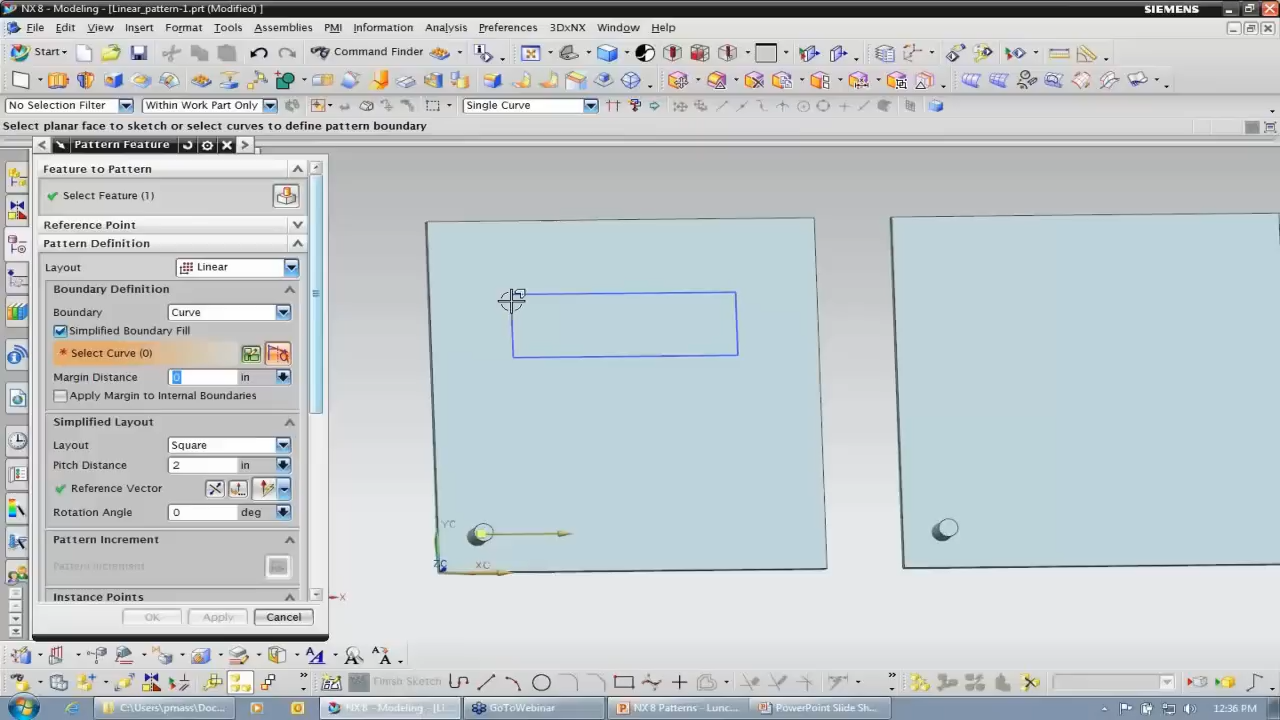 NX 8 - Modeling - [Linear_pattern-1.prt (Modified) ]
SIEMENS
File Edit View Insert Format Tools Assemblies PMI Information Analysis Preferences 3DxNX Window Help
Start Command Finder
No Selection Filter Within Work Part Only Single Curve
Select planar face to sketch or select curves to define pattern boundary
Pattern Feature
Feature to Pattern
Select Feature (1)
Reference Point
Pattern Definition
Layout Linear
Boundary Definition
Boundary Curve
Simplified Boundary Fill
* Select Curve (0)
Margin Distance 0 in
Apply Margin to Internal Boundaries
Simplified Layout
Layout Square
Pitch Distance 2 in
Reference Vector
Rotation Angle 0 deg
Pattern Increment
Pattern Increment
Instance Points
OK Apply Cancel
YC
ZC
XC
X
Finish Sketch
C:\Users\pmass\Doc... NX 8 - Modeling - [LI... GoToWebinar NX 8 Patterns - Lunc... PowerPoint Slide Sh... 12:36 PM